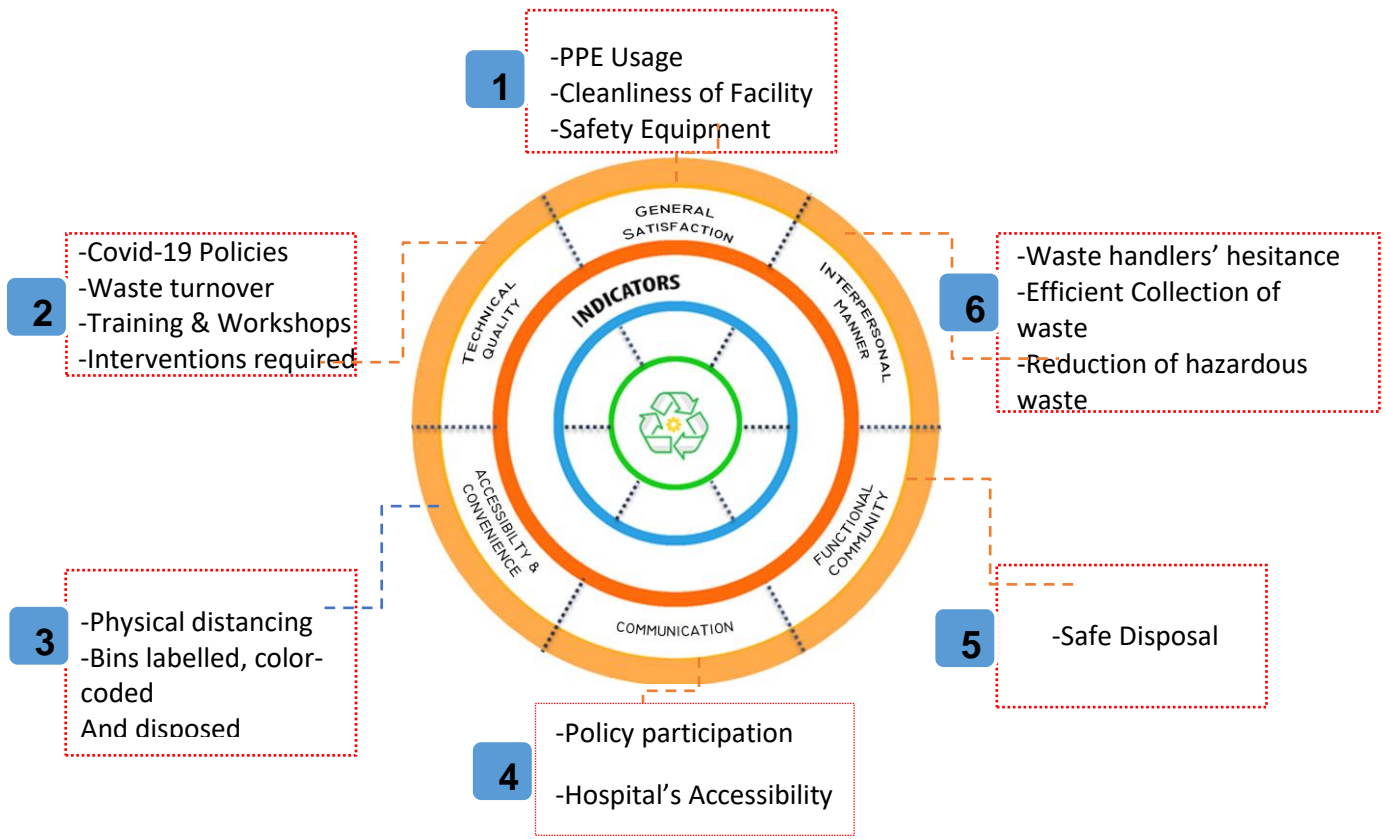 1
-PPE Usage
-Cleanliness of Facility
-Safety Equipment
2
-Covid-19 Policies
-Waste turnover
-Training & Workshops
-Interventions required
3
-Physical distancing
-Bins labelled, color-
coded
And disposed
4
-Policy participation
-Hospital's Accessibility
5
-Safe Disposal
6
-Waste handlers' hesitance
-Efficient Collection of
waste
-Reduction of hazardous
waste
GENERAL
SATISFACTION
INTERPERSONAL
MANNER
FUNCTIONAL
COMMUNITY
COMMUNICATION
ACCESSIBILTY &
CONVENIENCE
TECHNICAL
QUALITY
INDICATORS